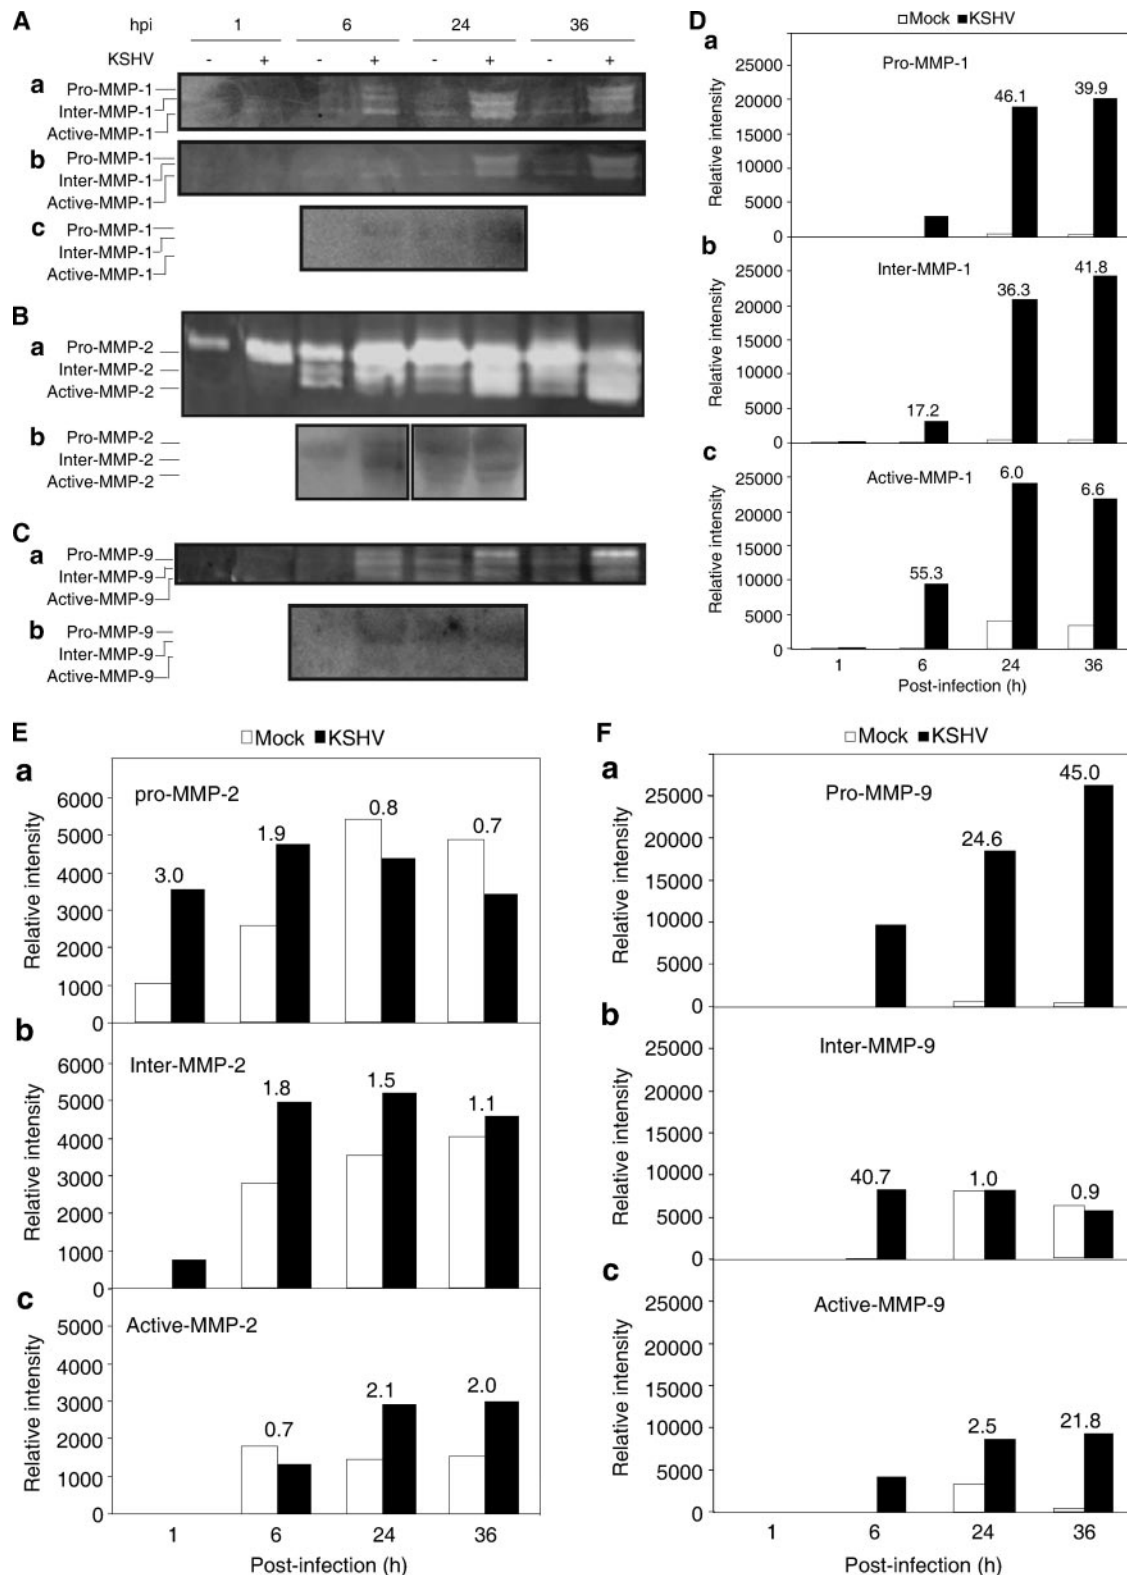 A hpi 1 6 24 36
KSHV - + - + - + - +
a Pro-MMP-1
Inter-MMP-1
Active-MMP-1
b Pro-MMP-1
Inter-MMP-1
Active-MMP-1
c Pro-MMP-1
Inter-MMP-1
Active-MMP-1
B
a Pro-MMP-2
Inter-MMP-2
Active-MMP-2
b Pro-MMP-2
Inter-MMP-2
Active-MMP-2
C
a Pro-MMP-9
Inter-MMP-9
Active-MMP-9
b Pro-MMP-9
Inter-MMP-9
Active-MMP-9
D Mock KSHV
a
Pro-MMP-1
Relative intensity
25000
20000
15000
10000
5000
0
46.1 39.9
b
Inter-MMP-1
Relative intensity
25000
20000
15000
10000
5000
0
17.2 36.3 41.8
c
Active-MMP-1
Relative intensity
25000
20000
15000
10000
5000
0
55.3 6.0 6.6
1 6 24 36
Post-infection (h)
E Mock KSHV
a
pro-MMP-2
Relative intensity
6000
5000
4000
3000
2000
1000
0
3.0 1.9 0.8 0.7
b
Inter-MMP-2
Relative intensity
6000
5000
4000
3000
2000
1000
0
1.8 1.5 1.1
c
Active-MMP-2
Relative intensity
5000
4000
3000
2000
1000
0
0.7 2.1 2.0
1 6 24 36
Post-infection (h)
F Mock KSHV
a
Pro-MMP-9
Relative intensity
25000
20000
15000
10000
5000
0
24.6 45.0
b
Inter-MMP-9
Relative intensity
25000
20000
15000
10000
5000
0
40.7 1.0 0.9
c
Active-MMP-9
Relative intensity
25000
20000
15000
10000
5000
0
2.5 21.8
1 6 24 36
Post-infection (h)